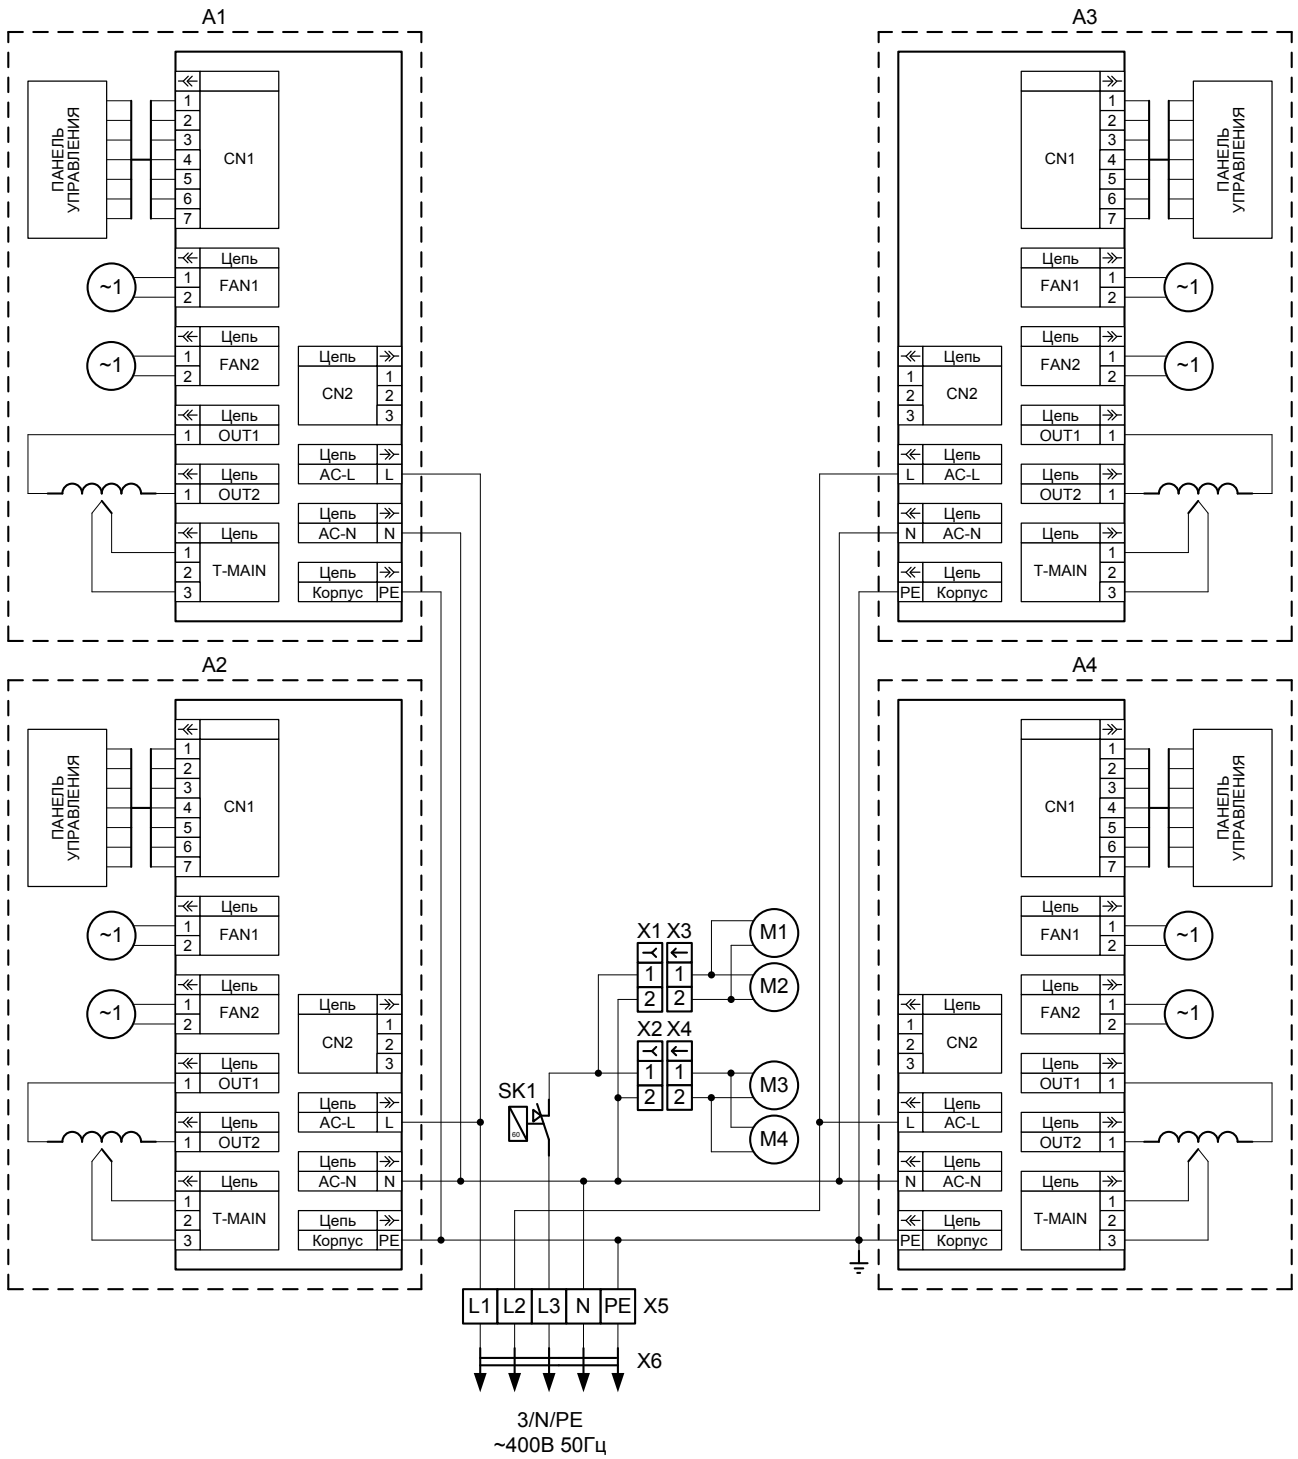 A1
ПАНЕЛЬ
УПРАВЛЕНИЯ
1
2
3
4
5
6
7
CN1
~1
Цепь
1
2
FAN1
~1
Цепь
1
2
FAN2
Цепь
1 OUT1
Цепь
1 OUT2
Цепь
1
2
3
T-MAIN
Цепь
CN2
1
2
3
Цепь
AC-L L
Цепь
AC-N N
Цепь
Корпус PE
A3
CN1
1
2
3
4
5
6
7
ПАНЕЛЬ
УПРАВЛЕНИЯ
Цепь
FAN1
1
2
~1
Цепь
FAN2
1
2
~1
Цепь
OUT1 1
Цепь
OUT2 1
Цепь
T-MAIN
1
2
3
Цепь
1
2
3
CN2
Цепь
L AC-L
Цепь
N AC-N
Цепь
PE Корпус
A2
ПАНЕЛЬ
УПРАВЛЕНИЯ
1
2
3
4
5
6
7
CN1
~1
Цепь
1
2
FAN1
~1
Цепь
1
2
FAN2
Цепь
1 OUT1
Цепь
1 OUT2
Цепь
1
2
3
T-MAIN
Цепь
CN2
1
2
3
Цепь
AC-L L
Цепь
AC-N N
Цепь
Корпус PE
X1 X3
1 1
2 2
M1
M2
X2 X4
1 1
2 2
M3
M4
SK1
60
A4
CN1
1
2
3
4
5
6
7
ПАНЕЛЬ
УПРАВЛЕНИЯ
Цепь
FAN1
1
2
~1
Цепь
FAN2
1
2
~1
Цепь
OUT1 1
Цепь
OUT2 1
Цепь
T-MAIN
1
2
3
Цепь
1
2
3
CN2
Цепь
L AC-L
Цепь
N AC-N
Цепь
PE Корпус
L1 L2 L3 N PE X5
X6
3/N/PE
~400В 50Гц